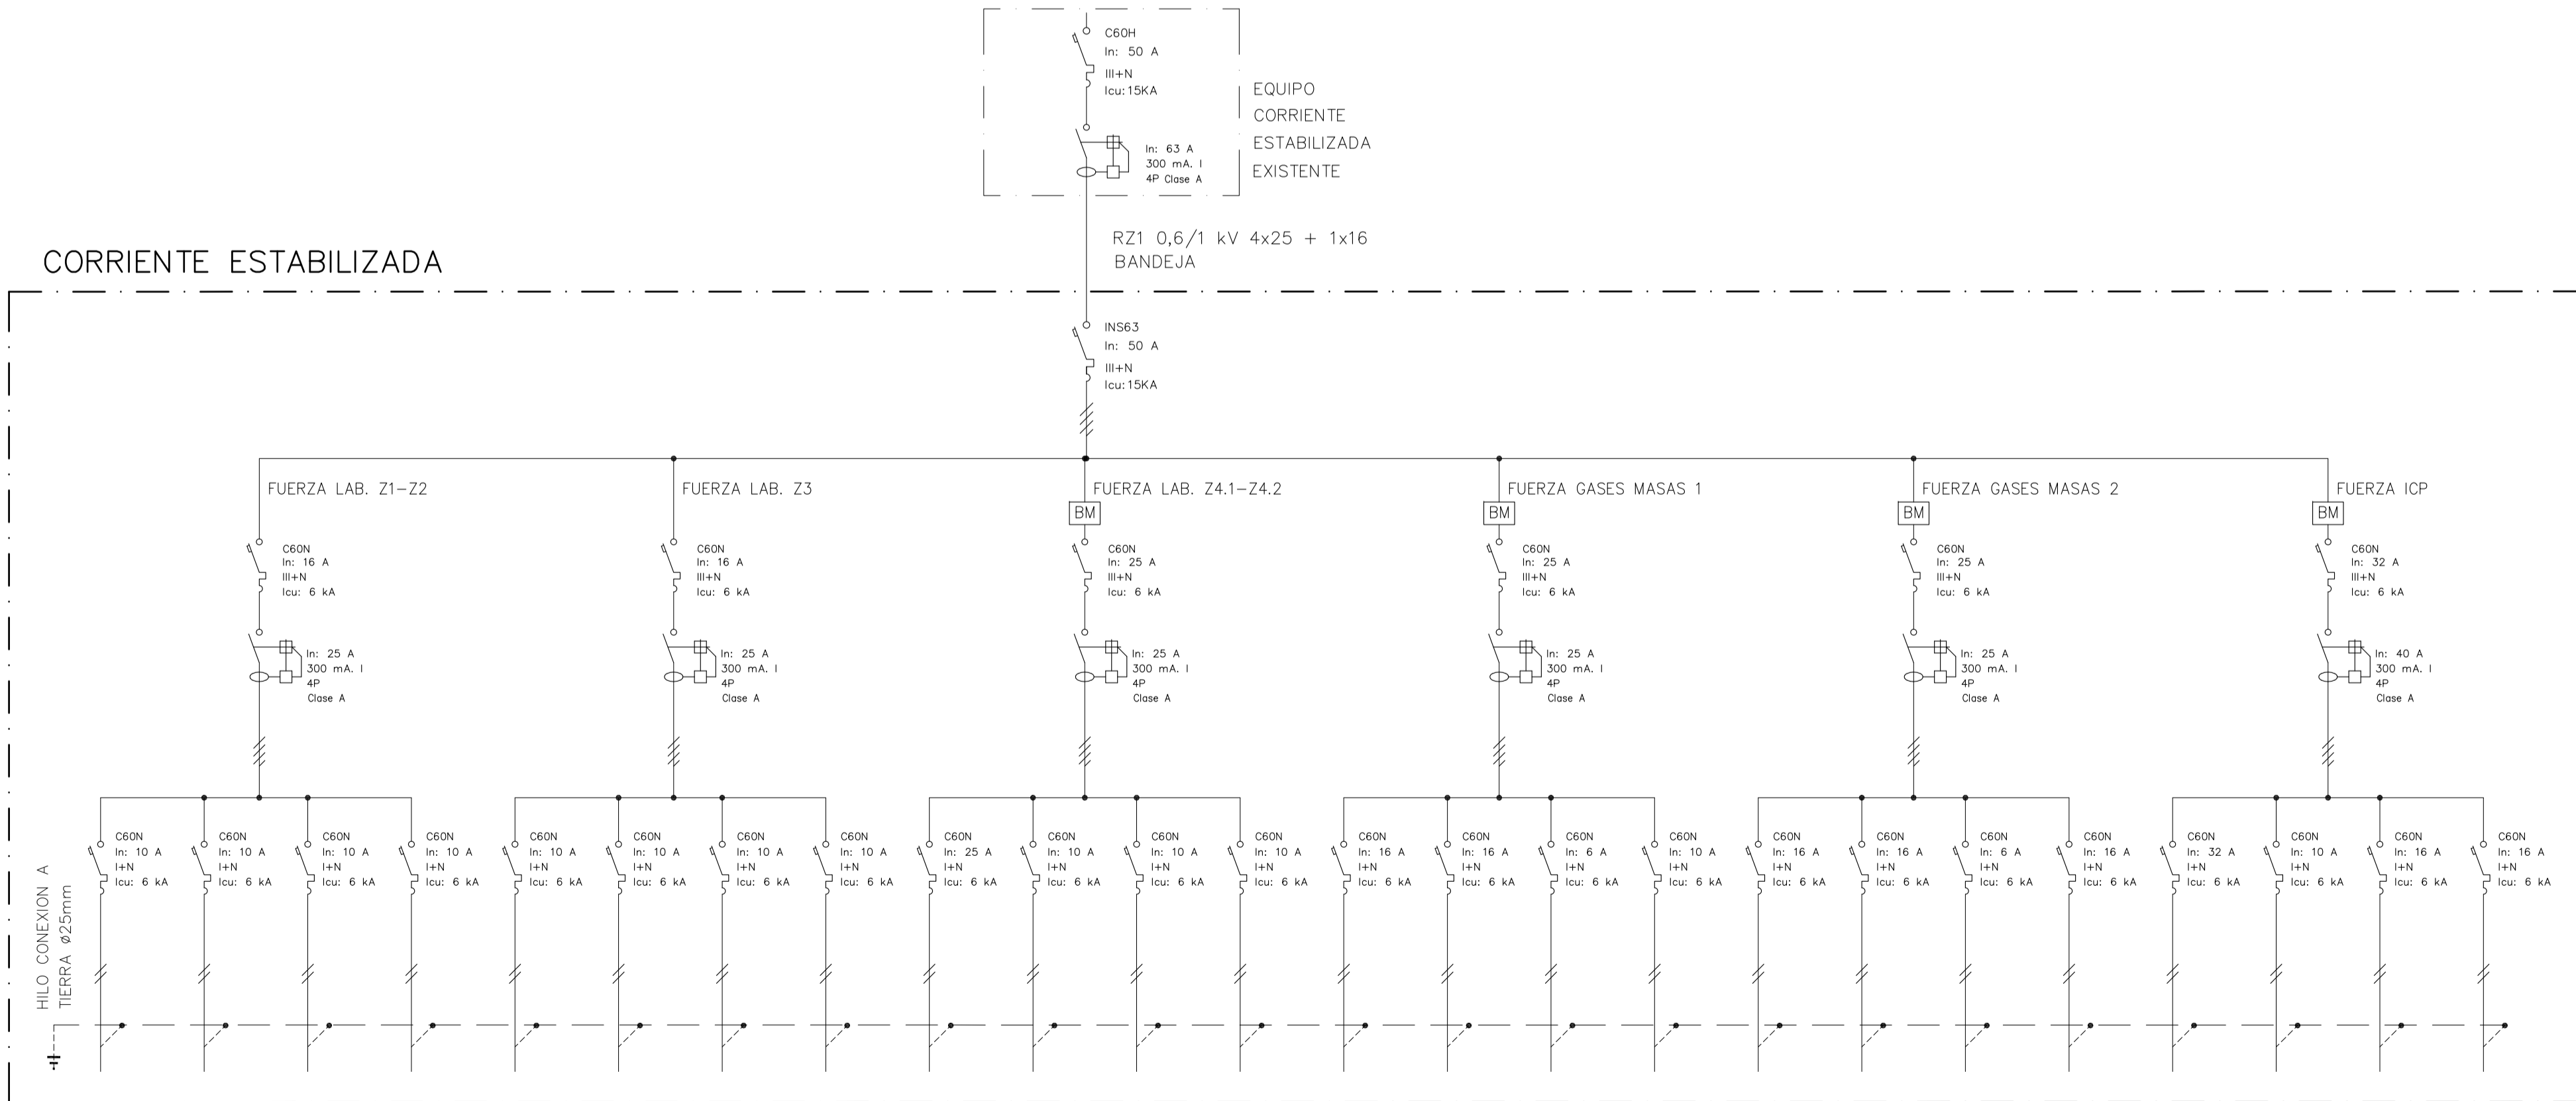 C60H
In: 50 A
III+N
Icu:15KA
EQUIPO
CORRIENTE
ESTABILIZADA
EXISTENTE
In: 63 A
300 mA. I
4P Clase A
RZ1 0,6/1 kV 4x25 + 1x16
BANDEJA
CORRIENTE ESTABILIZADA
INS63
In: 50 A
III+N
Icu:15KA
FUERZA LAB. Z1-Z2
FUERZA LAB. Z3
FUERZA LAB. Z4.1-Z4.2
FUERZA GASES MASAS 1
FUERZA GASES MASAS 2
FUERZA ICP
BM
BM
BM
BM
C60N
In: 16 A
III+N
Icu: 6 kA
C60N
In: 16 A
III+N
Icu: 6 kA
C60N
In: 25 A
III+N
Icu: 6 kA
C60N
In: 25 A
III+N
Icu: 6 kA
C60N
In: 25 A
III+N
Icu: 6 kA
C60N
In: 32 A
III+N
Icu: 6 kA
In: 25 A
300 mA. I
4P
Clase A
In: 25 A
300 mA. I
4P
Clase A
In: 25 A
300 mA. I
4P
Clase A
In: 25 A
300 mA. I
4P
Clase A
In: 25 A
300 mA. I
4P
Clase A
In: 40 A
300 mA. I
4P
Clase A
C60N
In: 10 A
I+N
Icu: 6 kA
C60N
In: 10 A
I+N
Icu: 6 kA
C60N
In: 10 A
I+N
Icu: 6 kA
C60N
In: 10 A
I+N
Icu: 6 kA
C60N
In: 10 A
I+N
Icu: 6 kA
C60N
In: 10 A
I+N
Icu: 6 kA
C60N
In: 10 A
I+N
Icu: 6 kA
C60N
In: 10 A
I+N
Icu: 6 kA
C60N
In: 25 A
I+N
Icu: 6 kA
C60N
In: 10 A
I+N
Icu: 6 kA
C60N
In: 10 A
I+N
Icu: 6 kA
C60N
In: 10 A
I+N
Icu: 6 kA
C60N
In: 16 A
I+N
Icu: 6 kA
C60N
In: 16 A
I+N
Icu: 6 kA
C60N
In: 6 A
I+N
Icu: 6 kA
C60N
In: 10 A
I+N
Icu: 6 kA
C60N
In: 16 A
I+N
Icu: 6 kA
C60N
In: 16 A
I+N
Icu: 6 kA
C60N
In: 6 A
I+N
Icu: 6 kA
C60N
In: 16 A
I+N
Icu: 6 kA
C60N
In: 32 A
I+N
Icu: 6 kA
C60N
In: 10 A
I+N
Icu: 6 kA
C60N
In: 16 A
I+N
Icu: 6 kA
C60N
In: 16 A
I+N
Icu: 6 kA
HILO CONEXION A
TIERRA ø25mm